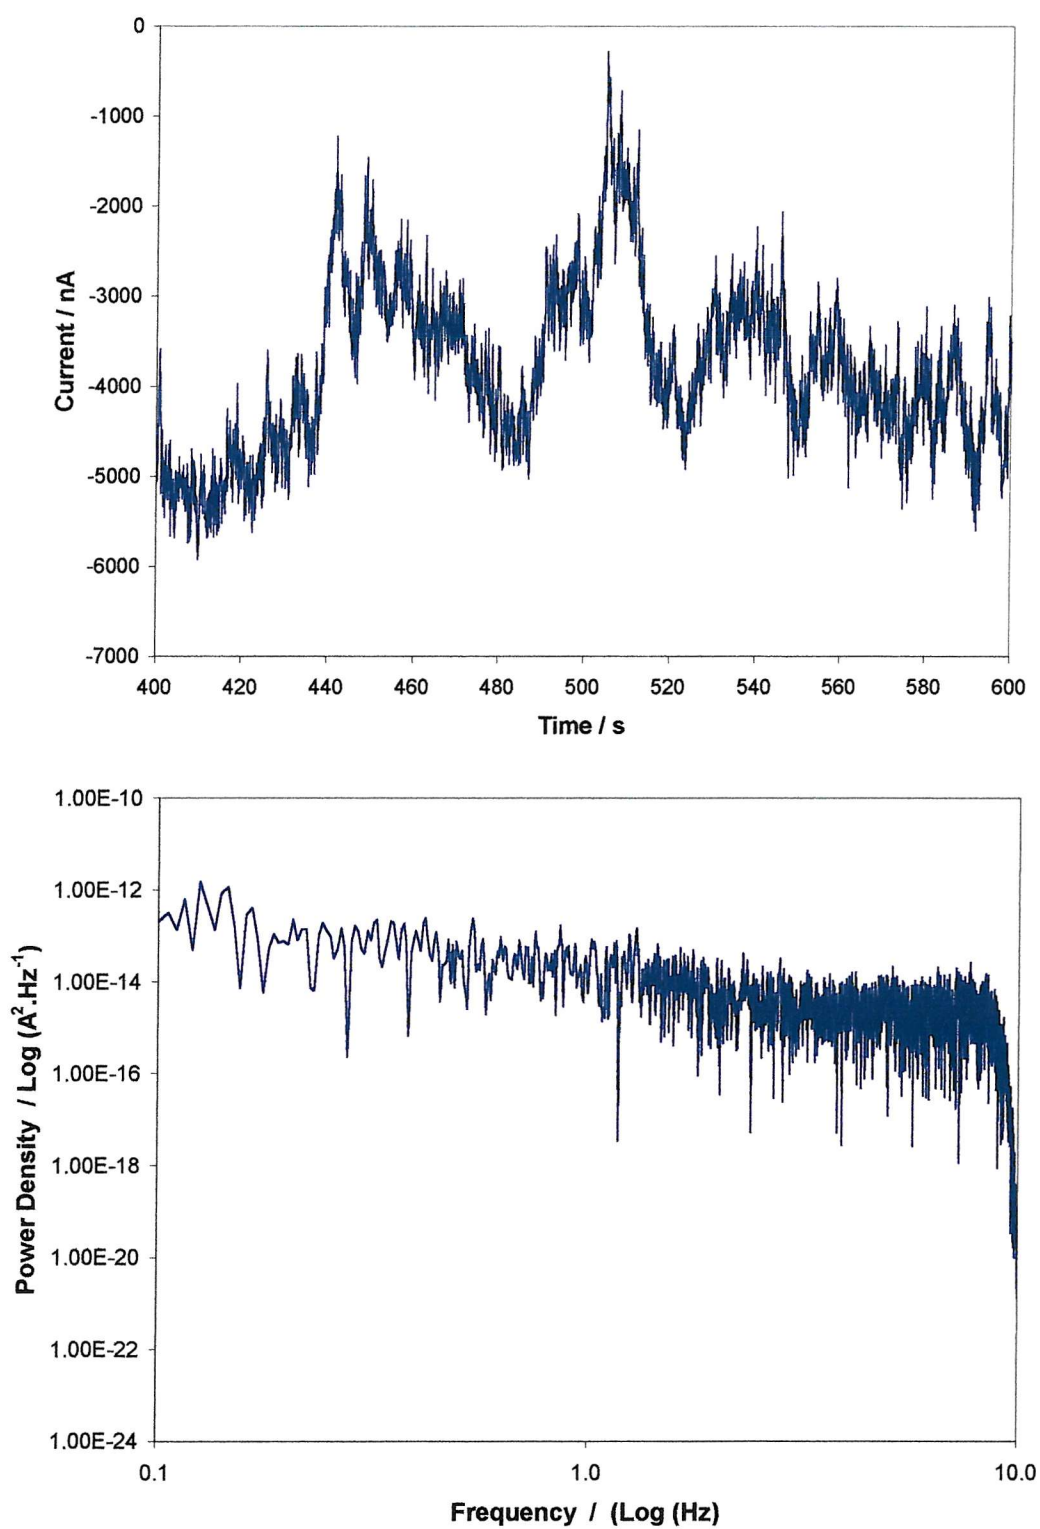 0
-1000
-2000
-3000
-4000
-5000
-6000
-7000
Current / nA
400 420 440 460 480 500 520 540 560 580 600
Time / s
1.00E-10
1.00E-12
1.00E-14
1.00E-16
1.00E-18
1.00E-20
1.00E-22
1.00E-24
Power Density / Log (A².Hz⁻¹)
0.1 1.0 10.0
Frequency / (Log (Hz)